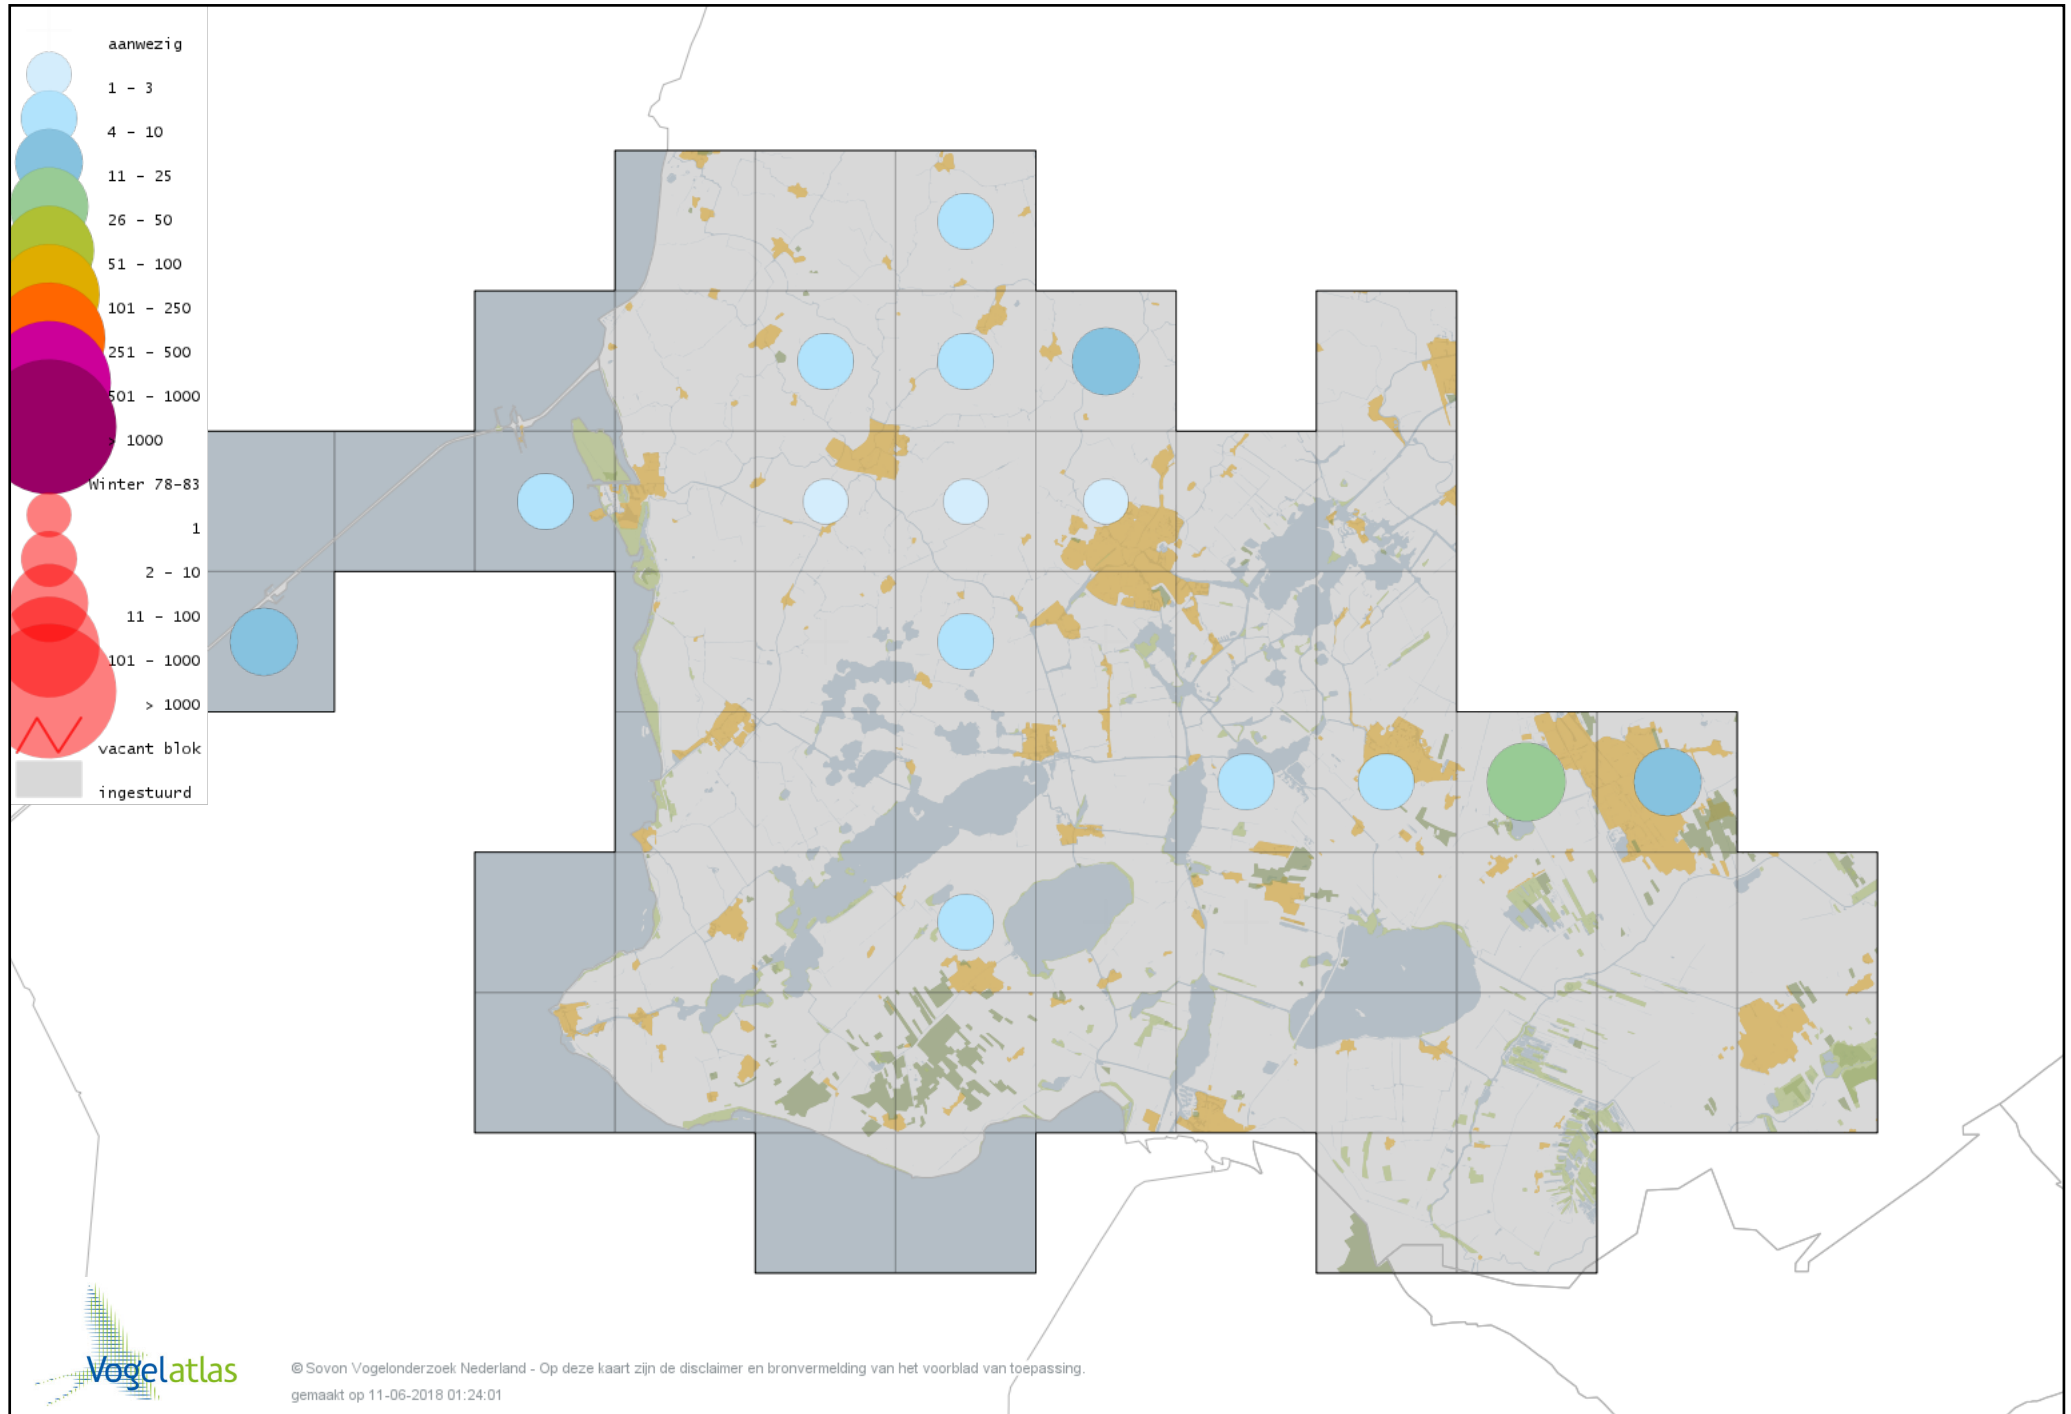 aanwezig
1 – 3
4 – 10
11 – 25
26 – 50
51 – 100
101 – 250
251 – 500
501 – 1000
> 1000
Winter 78-83
1
2 – 10
11 – 100
101 – 1000
> 1000
vacant blok
ingestuurd
Vogelatlas
© Sovon Vogelonderzoek Nederland - Op deze kaart zijn de disclaimer en bronvermelding van het voorblad van toepassing.
gemaakt op 11-06-2018 01:24:01